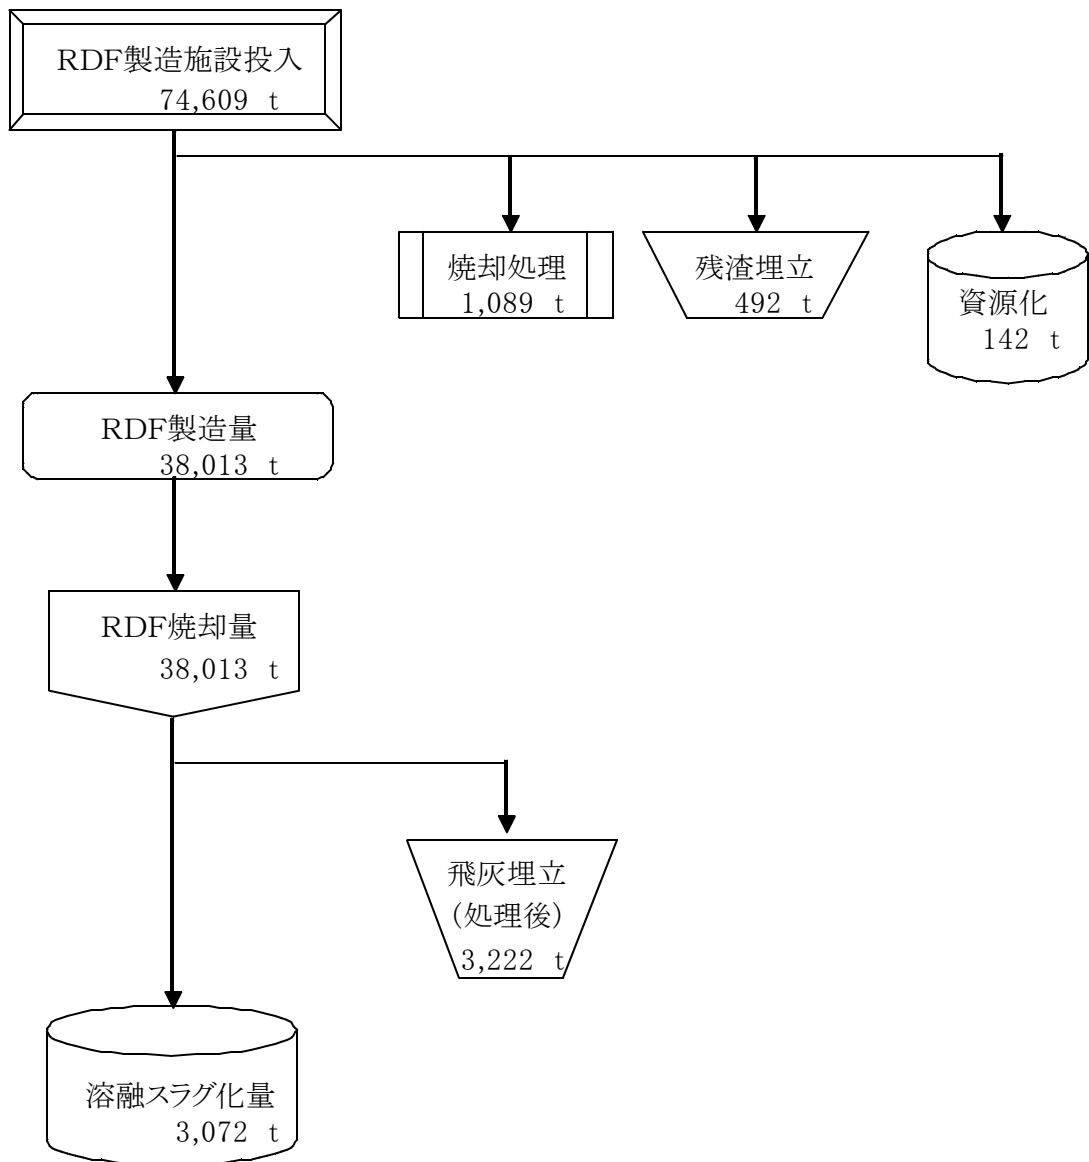 RDF製造施設投入
74,609 t
焼却処理
1,089 t
残渣埋立
492 t
資源化
142 t
RDF製造量
38,013 t
RDF焼却量
38,013 t
飛灰埋立
(処理後)
3,222 t
溶融スラグ化量
3,072 t